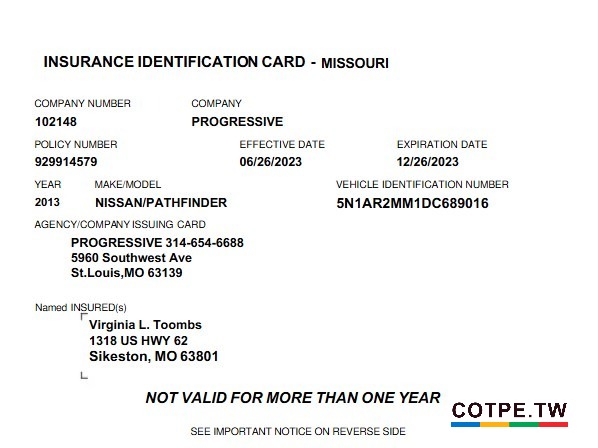 INSURANCE IDENTIFICATION CARD - MISSOURI
COMPANY NUMBER COMPANY
102148 PROGRESSIVE
POLICY NUMBER EFFECTIVE DATE EXPIRATION DATE
929914579 06/26/2023 12/26/2023
YEAR MAKE/MODEL VEHICLE IDENTIFICATION NUMBER
2013 NISSAN/PATHFINDER 5N1AR2MM1DC689016
AGENCY/COMPANY ISSUING CARD
PROGRESSIVE 314-654-6688
5960 Southwest Ave
St.Louis,MO 63139
Named INSURED(s)
Virginia L. Toombs
1318 US HWY 62
Sikeston, MO 63801
NOT VALID FOR MORE THAN ONE YEAR
COTPE.TW
SEE IMPORTANT NOTICE ON REVERSE SIDE